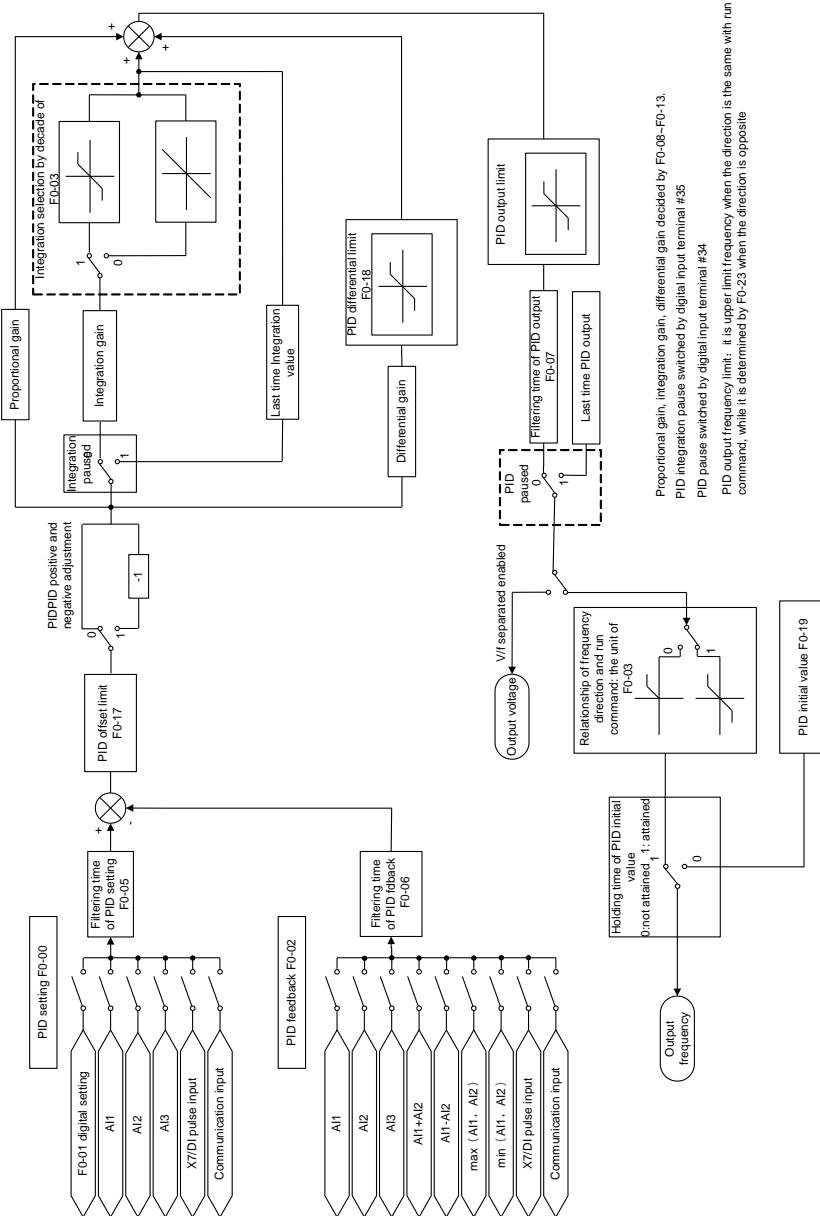 PID setting F0-00
F0-01 digital setting
AI1
AI2
AI3
X7/DI pulse input
Communication input
Filtering time
of PID setting
F0-05
PID feedback F0-02
AI1
AI2
AI3
AI1+AI2
AI1-AI2
max（AI1，AI2）
min（AI1，AI2）
X7/DI pulse input
Communication input
Filtering time
of PID fdback
F0-06
+
-
PID offset limit
F0-17
PIDPID positive and
negative adjustment
0
1
-1
Integration
paused
0
1
Proportional gain
Integration gain
Last time Integration
value
Differential gain
Integration selection by decade of
F0-03
1
0
PID differential limit
F0-18
+
+
+
PID output limit
Filtering time of PID output
F0-07
Last time PID output
PID
paused
0
1
V/f separated enabled
Output voltage
Relationship of frequency
direction and run
command: the unit of
F0-03
0
1
PID initial value F0-19
Holding time of PID initial
value
0:not attained 1: attained
1
0
Output
frequency
Proportional gain, integration gain, differential gain decided by F0-08~F0-13.
PID integration pause switched by digital input terminal #35
PID pause switched by digital input terminal #34
PID output frequency limit：it is upper limit frequency when the direction is the same with run
command, while it is determined by F0-23 when the direction is opposite